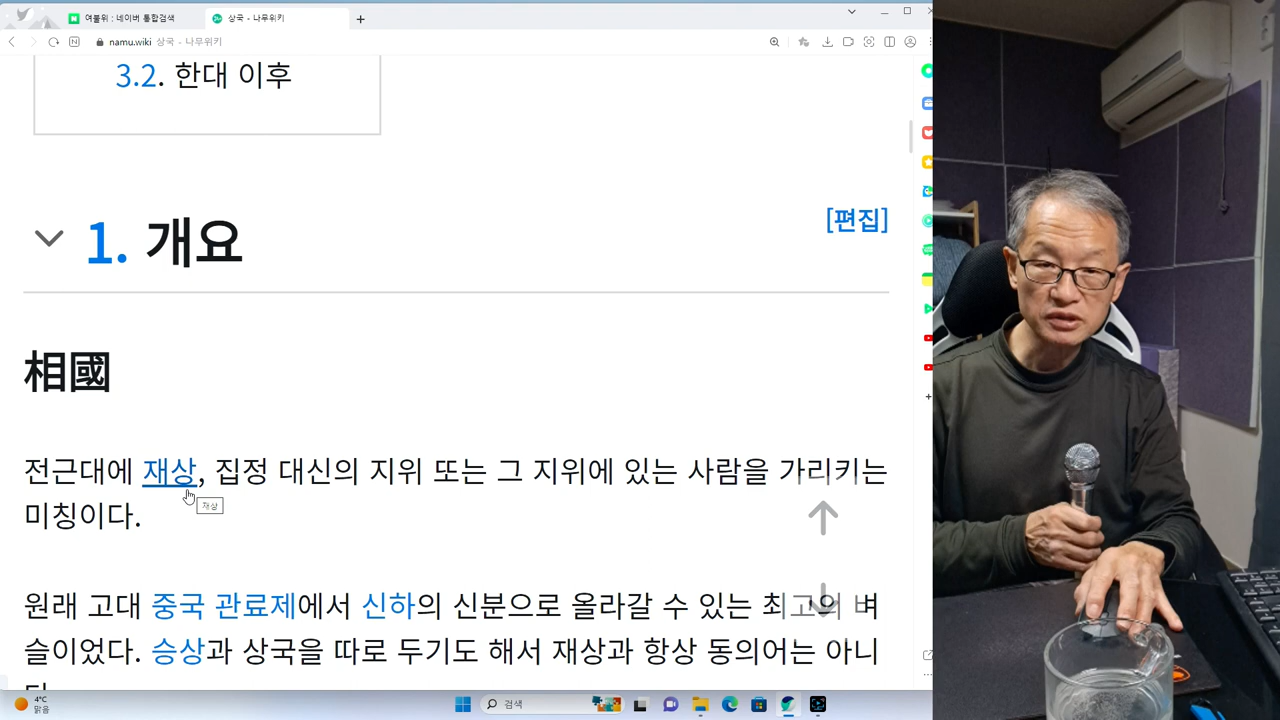 여불위 : 네이버 통합검색
상국 - 나무위키
namu.wiki 상국 - 나무위키
3.2. 한대 이후
1. 개요
[편집]
相國
전근대에 재상, 집정 대신의 지위 또는 그 지위에 있는 사람을 가리키는
재상
미칭이다.
원래 고대 중국 관료제에서 신하의 신분으로 올라갈 수 있는 최고의 벼
슬이었다. 승상과 상국을 따로 두기도 해서 재상과 항상 동의어는 아니
4°C
맑음
검색